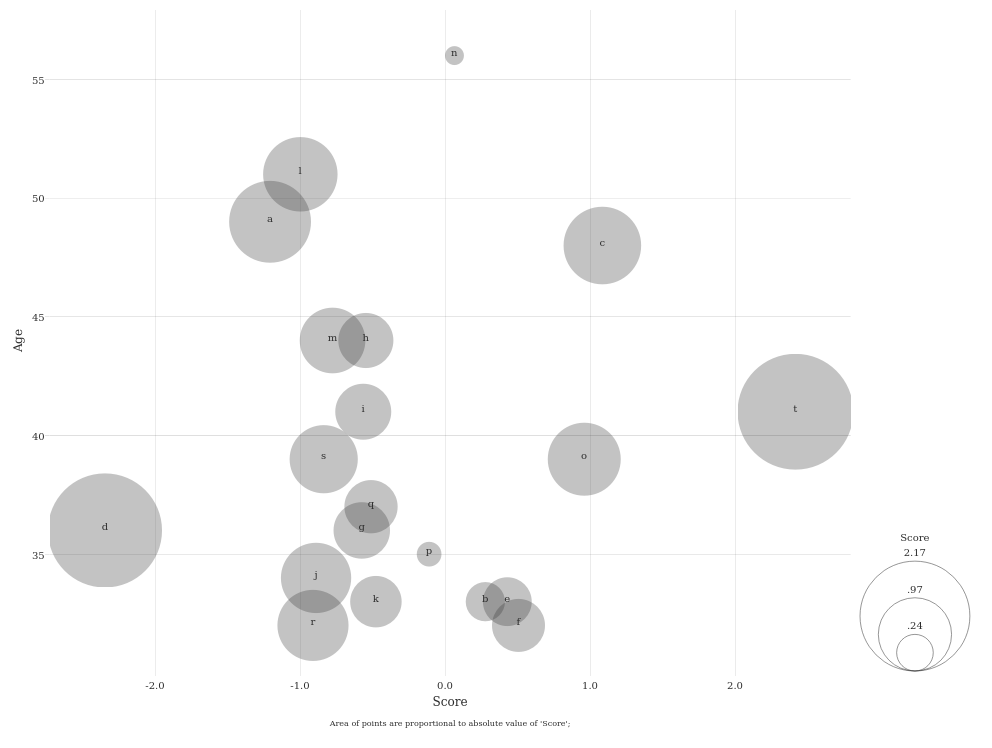 n
55
l
50
a
c
45
m h
Age
i
t
40
s o
q
d g
Score
p
35
2.17
j
.97
k b e
r f
.24
-2.0 -1.0 0.0 1.0 2.0
Score
Area of points are proportional to absolute value of 'Score';